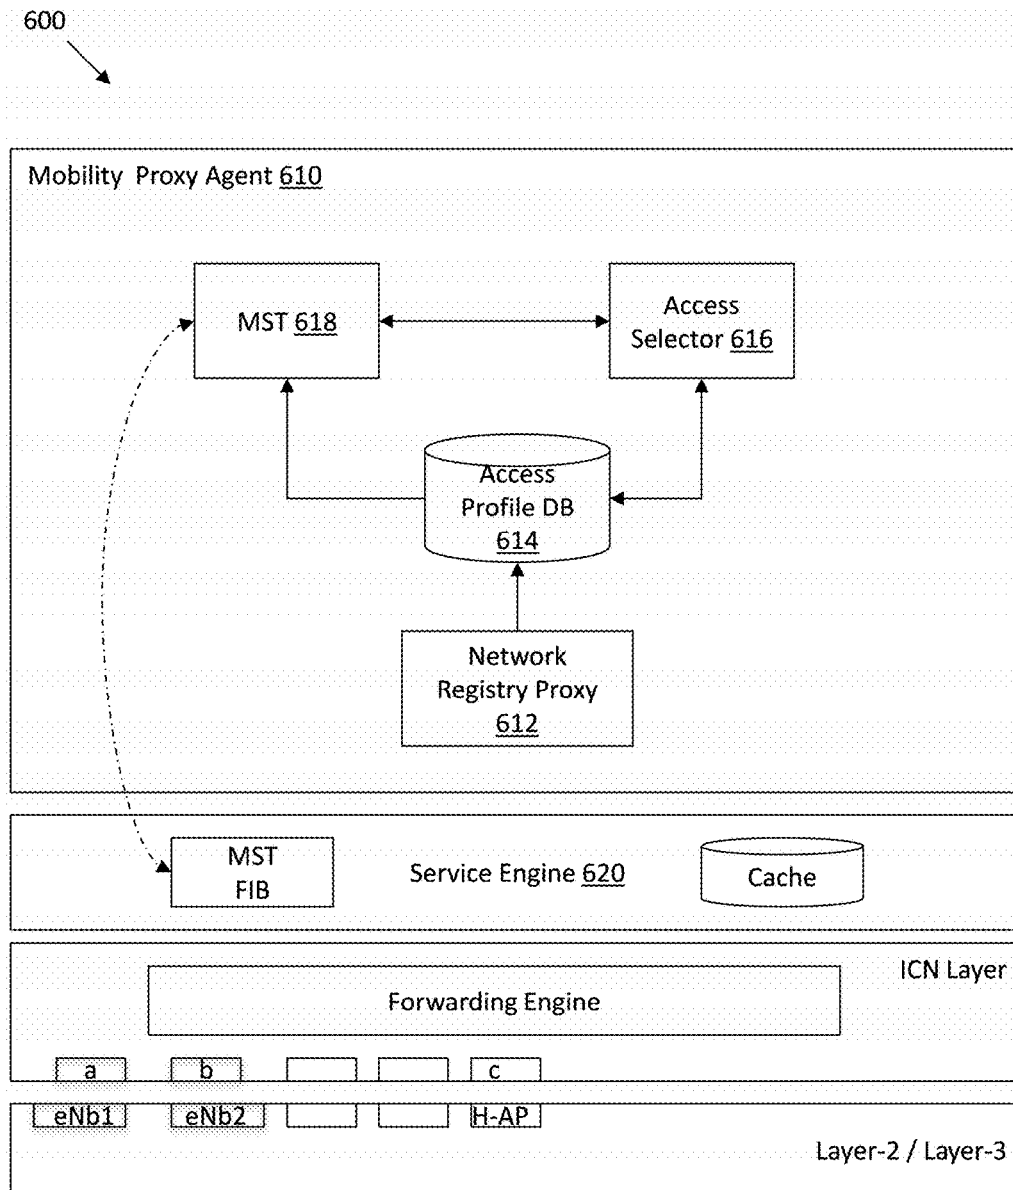 600
Mobility Proxy Agent 610
MST 618
Access
Selector 616
Access
Profile DB
614
Network
Registry Proxy
612
MST
FIB
Service Engine 620
Cache
ICN Layer
Forwarding Engine
a
b
c
eNb1
eNb2
H-AP
Layer-2 / Layer-3